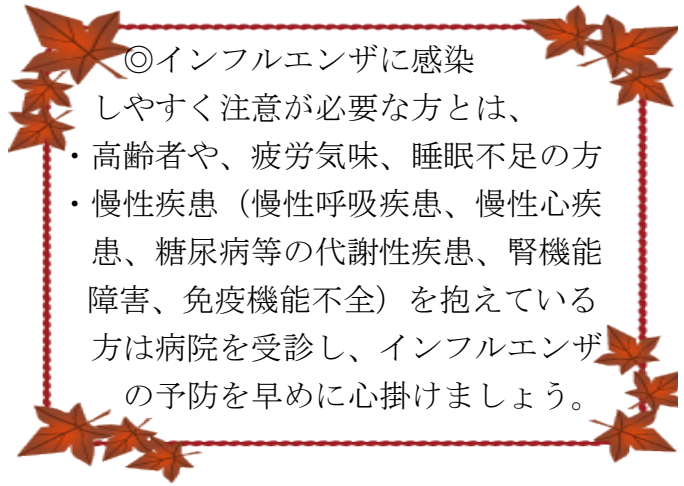 ◎インフルエンザに感染
しやすく注意が必要な方とは、
・高齢者や、疲労気味、睡眠不足の方
・慢性疾患（慢性呼吸疾患、慢性心疾
患、糖尿病等の代謝性疾患、腎機能
障害、免疫機能不全）を抱えている
方は病院を受診し、インフルエンザ
の予防を早めに心掛けましょう。